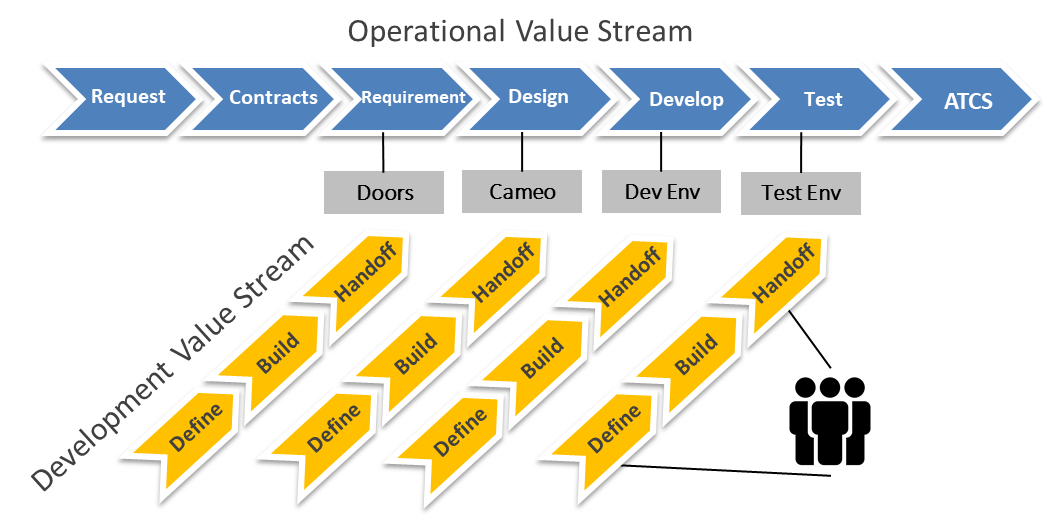 Operational Value Stream
Request
Contracts
Requirement
Design
Develop
Test
ATCS
Doors
Cameo
Dev Env
Test Env
Development Value Stream
Define
Build
Handoff
Define
Build
Handoff
Define
Build
Handoff
Define
Build
Handoff